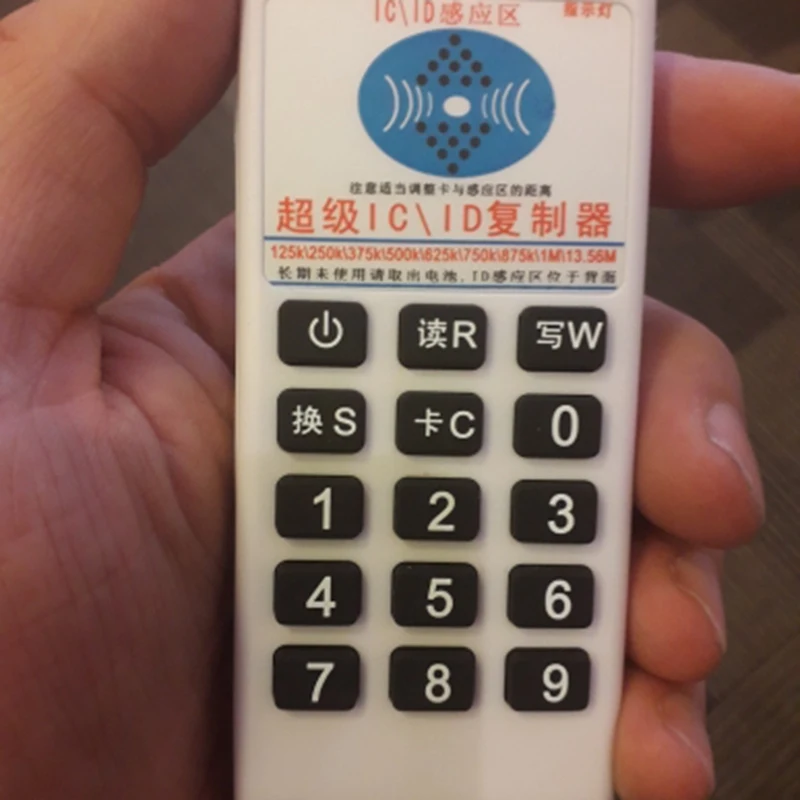 IC\ID感应区
指示灯
注意适当调整卡与感应区的距离
超级IC\ID复制器
125k\250k\375k\500k\625k\750k\875k\1M\13.56M
长期未使用请取出电池,ID感应区位于背面
读R 写W
换 S 卡C 0
1 2 3
4 5 6
7 8 9